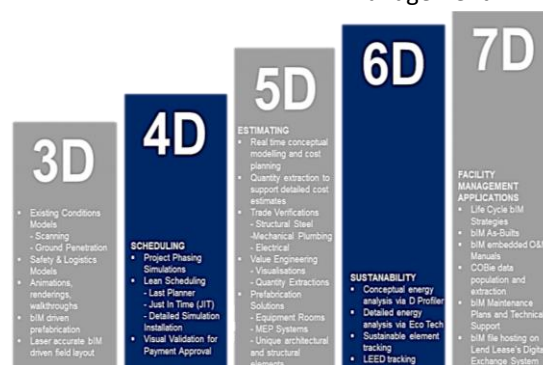 3D
• Existing Conditions
Models
- Scanning
- Ground Penetration
• Safety & Logistics
Models
• Animations,
renderings,
walkthroughs
• bIM driven
prefabrication
• Laser accurate bIM
driven field layout
4D
SCHEDULING
• Project Phasing
Simulations
• Lean Scheduling
- Last Planner
- Just In Time (JIT)
- Detailed Simulation
Installation
• Visual Validation for
Payment Approval
5D
ESTIMATING
• Real time conceptual
modelling and cost
planning
• Quantity extraction to
support detailed cost
estimates
• Trade Verifications
- Structural Steel
-Mechanical Plumbing
- Electrical
• Value Engineering
- Visualisations
- Quantity Extractions
• Prefabrication
Solutions
- Equipment Rooms
- MEP Systems
- Unique architectural
and structural
elements
6D
SUSTANABILITY
• Conceptual energy
analysis via D Profiler
• Detailed energy
analysis via Eco Tech
• Sustainable element
tracking
• LEED tracking
7D
FACILITY
MANAGEMENT
APPLICATIONS
• Life Cycle bIM
Strategies
• bIM As-Builts
• bIM embedded O&M
Manuals
• COBie data
population and
extraction
• bIM Maintenance
Plans and Technical
Support
• bIM file hosting on
Lend Lease's Digital
Exchange System